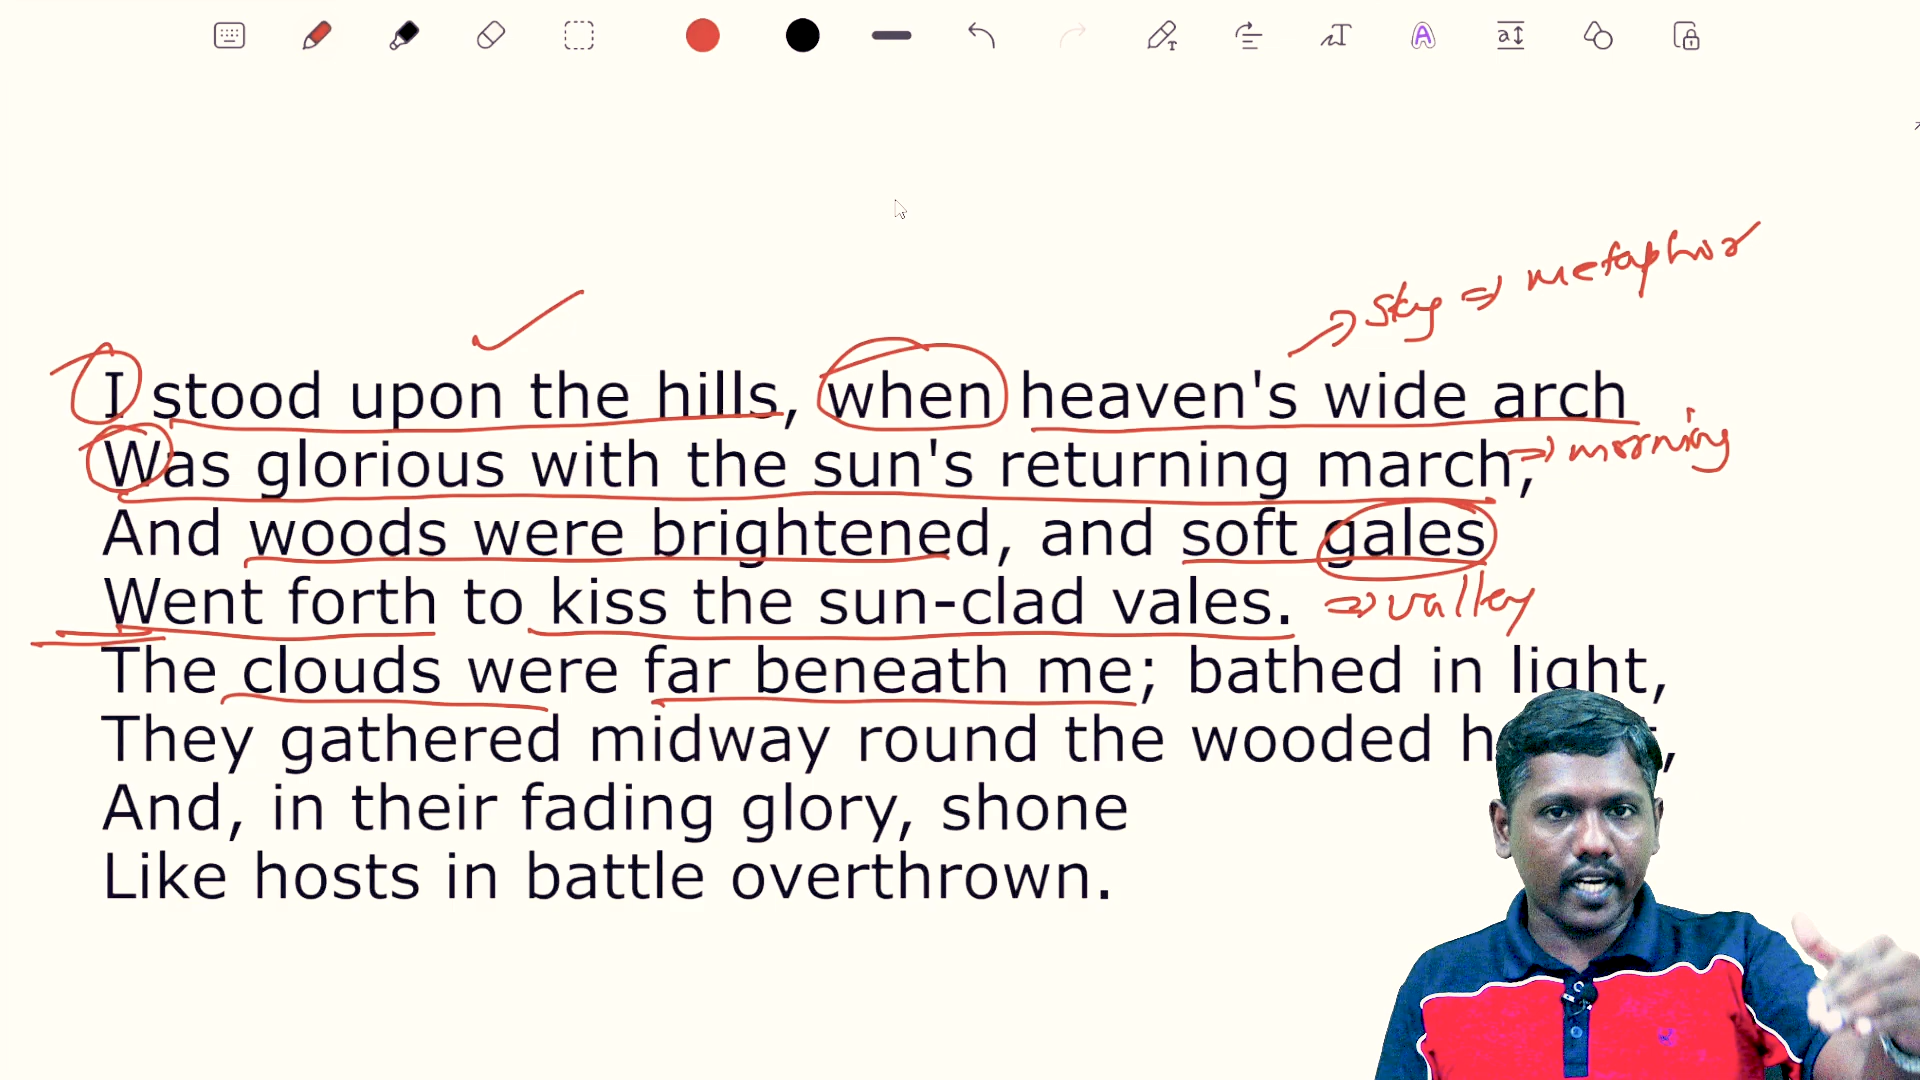 sky ⇒ metaphor
I stood upon the hills, when heaven's wide arch
Was glorious with the sun's returning march, ⇒ morning
And woods were brightened, and soft gales
Went forth to kiss the sun-clad vales. ⇒ valley
The clouds were far beneath me; bathed in light,
They gathered midway round the wooded
And, in their fading glory, shone
Like hosts in battle overthrown.